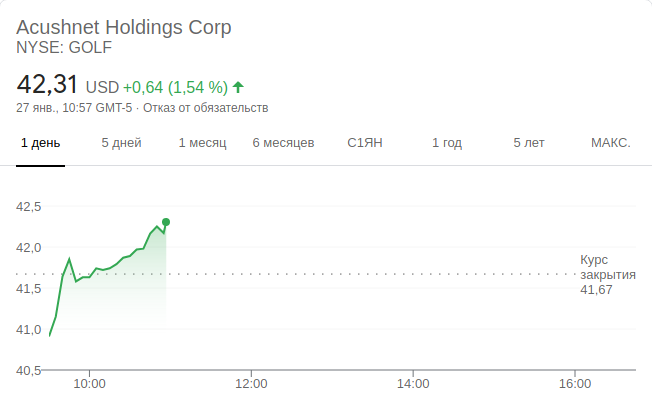 Acushnet Holdings Corp
NYSE: GOLF
42,31 USD +0,64 (1,54 %)
27 янв., 10:57 GMT-5 · Отказ от обязательств
1 день 5 дней 1 месяц 6 месяцев С1ЯН 1 год 5 лет МАКС.
42,5
42,0
Курс
закрытия
41,67
41,5
41,0
40,5
10:00 12:00 14:00 16:00